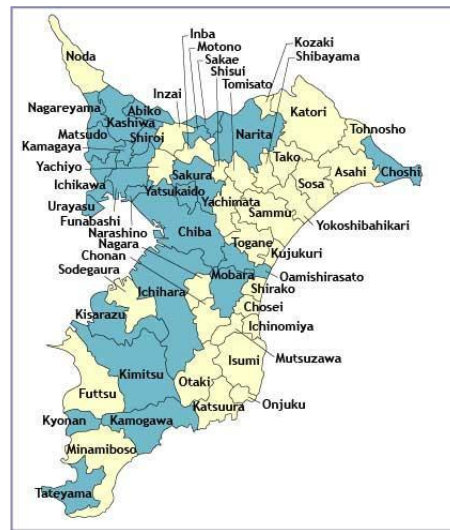 Inba
Motono
Sakae
Shisui
Tomisato
Kozaki
Shibayama
Noda
Inzai
Katori
Nagareyama
Abiko
Kashiwa
Narita
Tohnosho
Matsudo
Shiroi
Kamagaya
Tako
Asahi
Choshi
Yachiyo
Sakura
Sosa
Ichikawa
Yatsukaido
Yachimata
Urayasu
Sammu
Funabashi
Yokoshibahikari
Narashino
Chiba
Nagara
Togane
Chonan
Kujukuri
Sodegaura
Mobara
Oamishirasato
Ichihara
Shirako
Kisarazu
Chosei
Ichinomiya
Mutsuzawa
Kimitsu
Isumi
Futtsu
Otaki
Katsuura
Onjuku
Kyonan
Kamogawa
Minamiboso
Tateyama